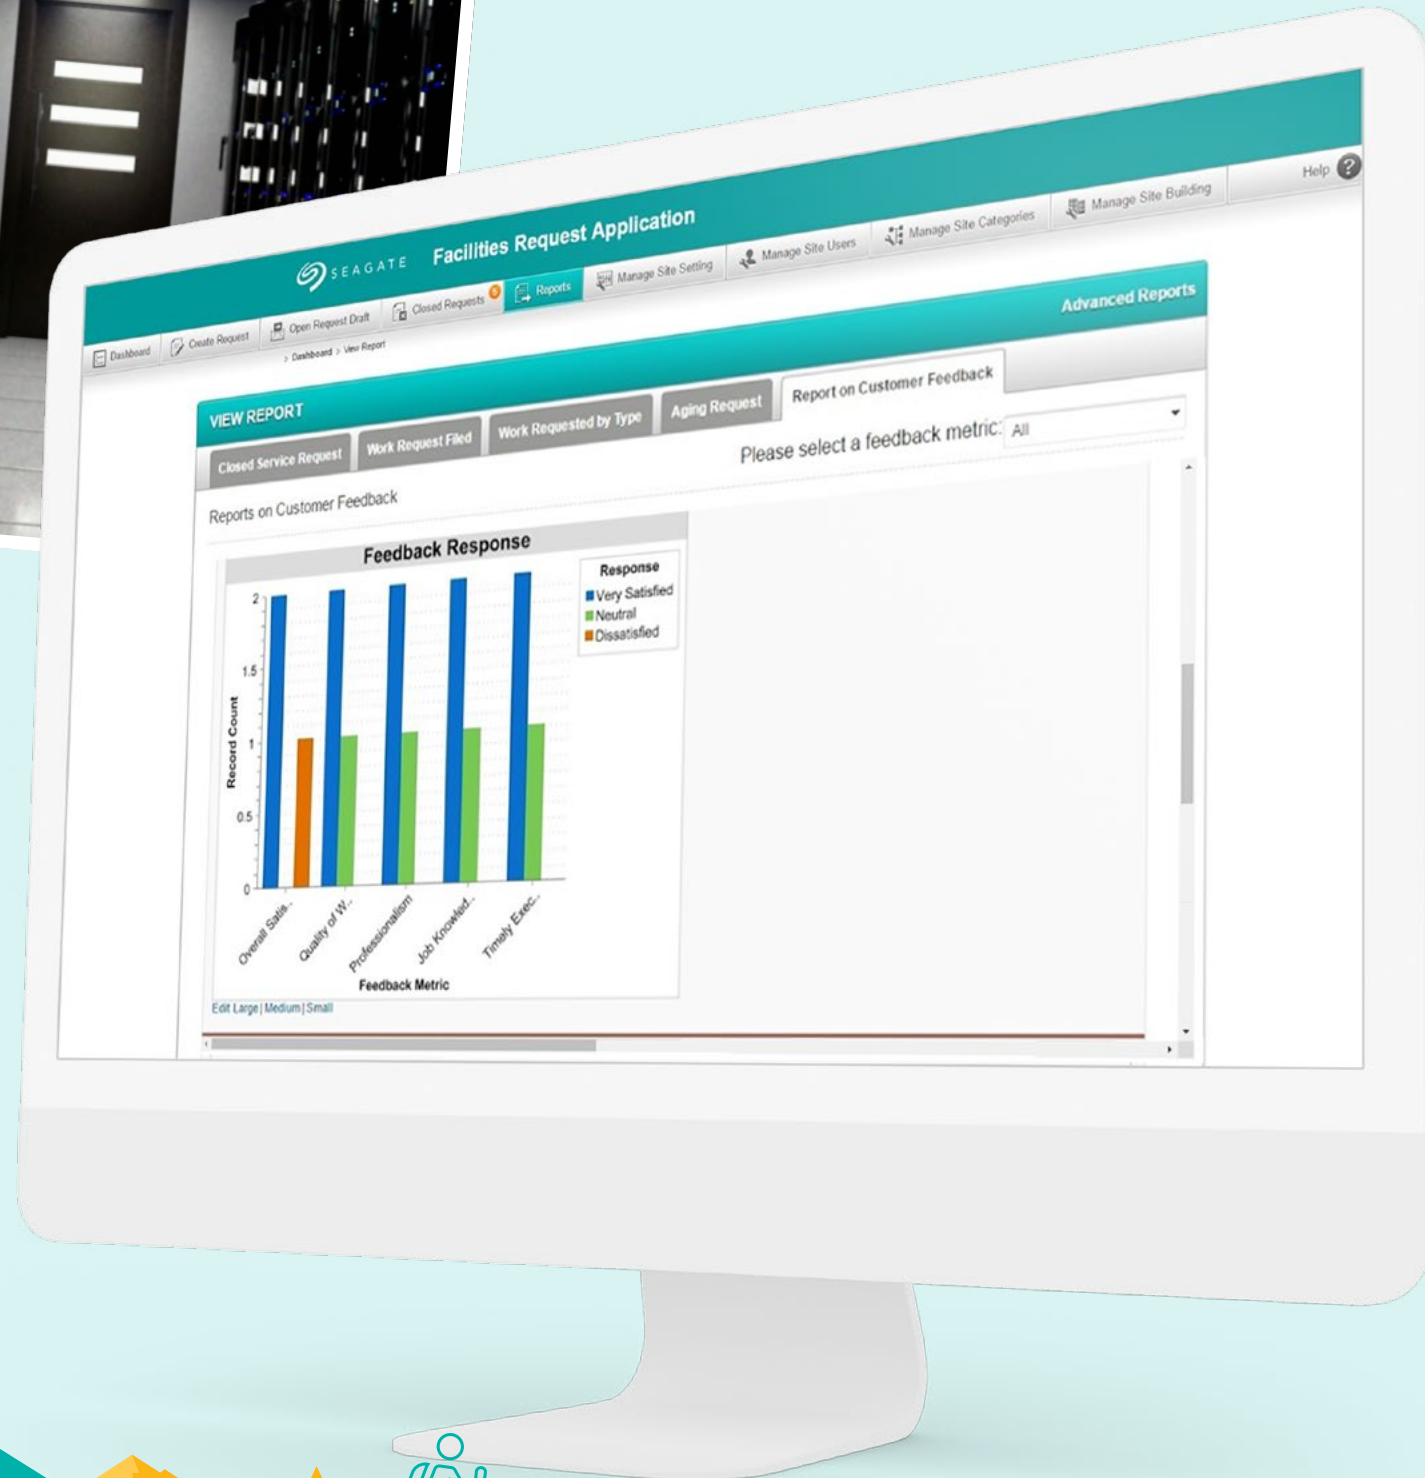 SEAGATE Facilities Request Application
Help ?
Dashboard Create Request Open Request Draft Closed Requests 5 Reports Manage Site Setting Manage Site Users Manage Site Categories Manage Site Building
> Dashboard > View Report
VIEW REPORT Advanced Reports
Closed Service Request Work Request Filed Work Requested by Type Aging Request Report on Customer Feedback
Please select a feedback metric: All
Reports on Customer Feedback
Feedback Response
Response
Very Satisfied
Neutral
Dissatisfied
2
1.5
1
0.5
0
Record Count
Overall Satis..
Quality of W..
Professionalism
Job Knowled..
Timely Exec..
Feedback Metric
Edit Large | Medium | Small